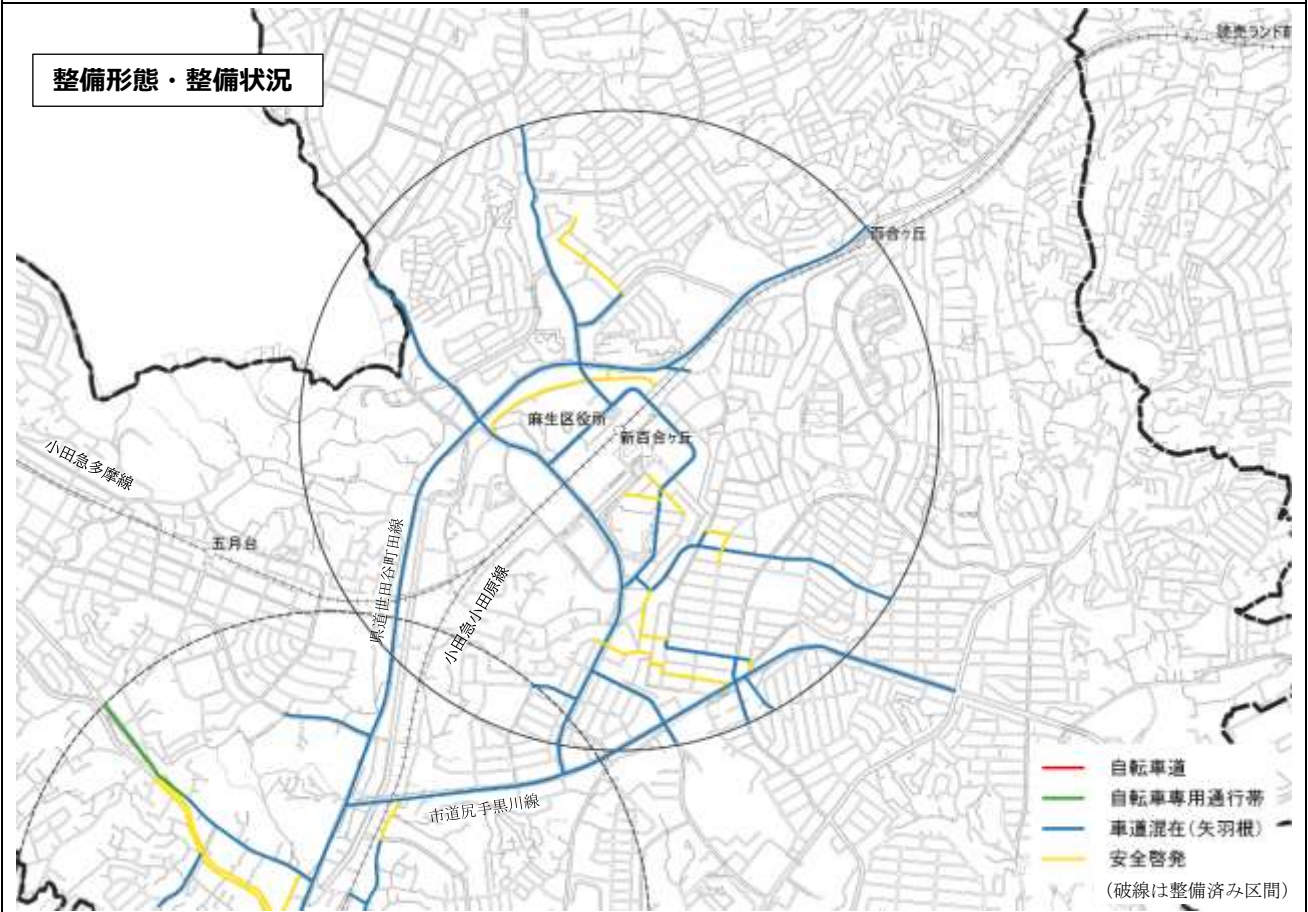 整備形態・整備状況
読売ランド前
百合ヶ丘
麻生区役所
新百合ヶ丘
小田急多摩線
五月台
県道世田谷町田線
小田急小田原線
市道尻手黒川線
自転車道
自転車専用通行帯
車道混在(矢羽根)
安全啓発
(破線は整備済み区間)